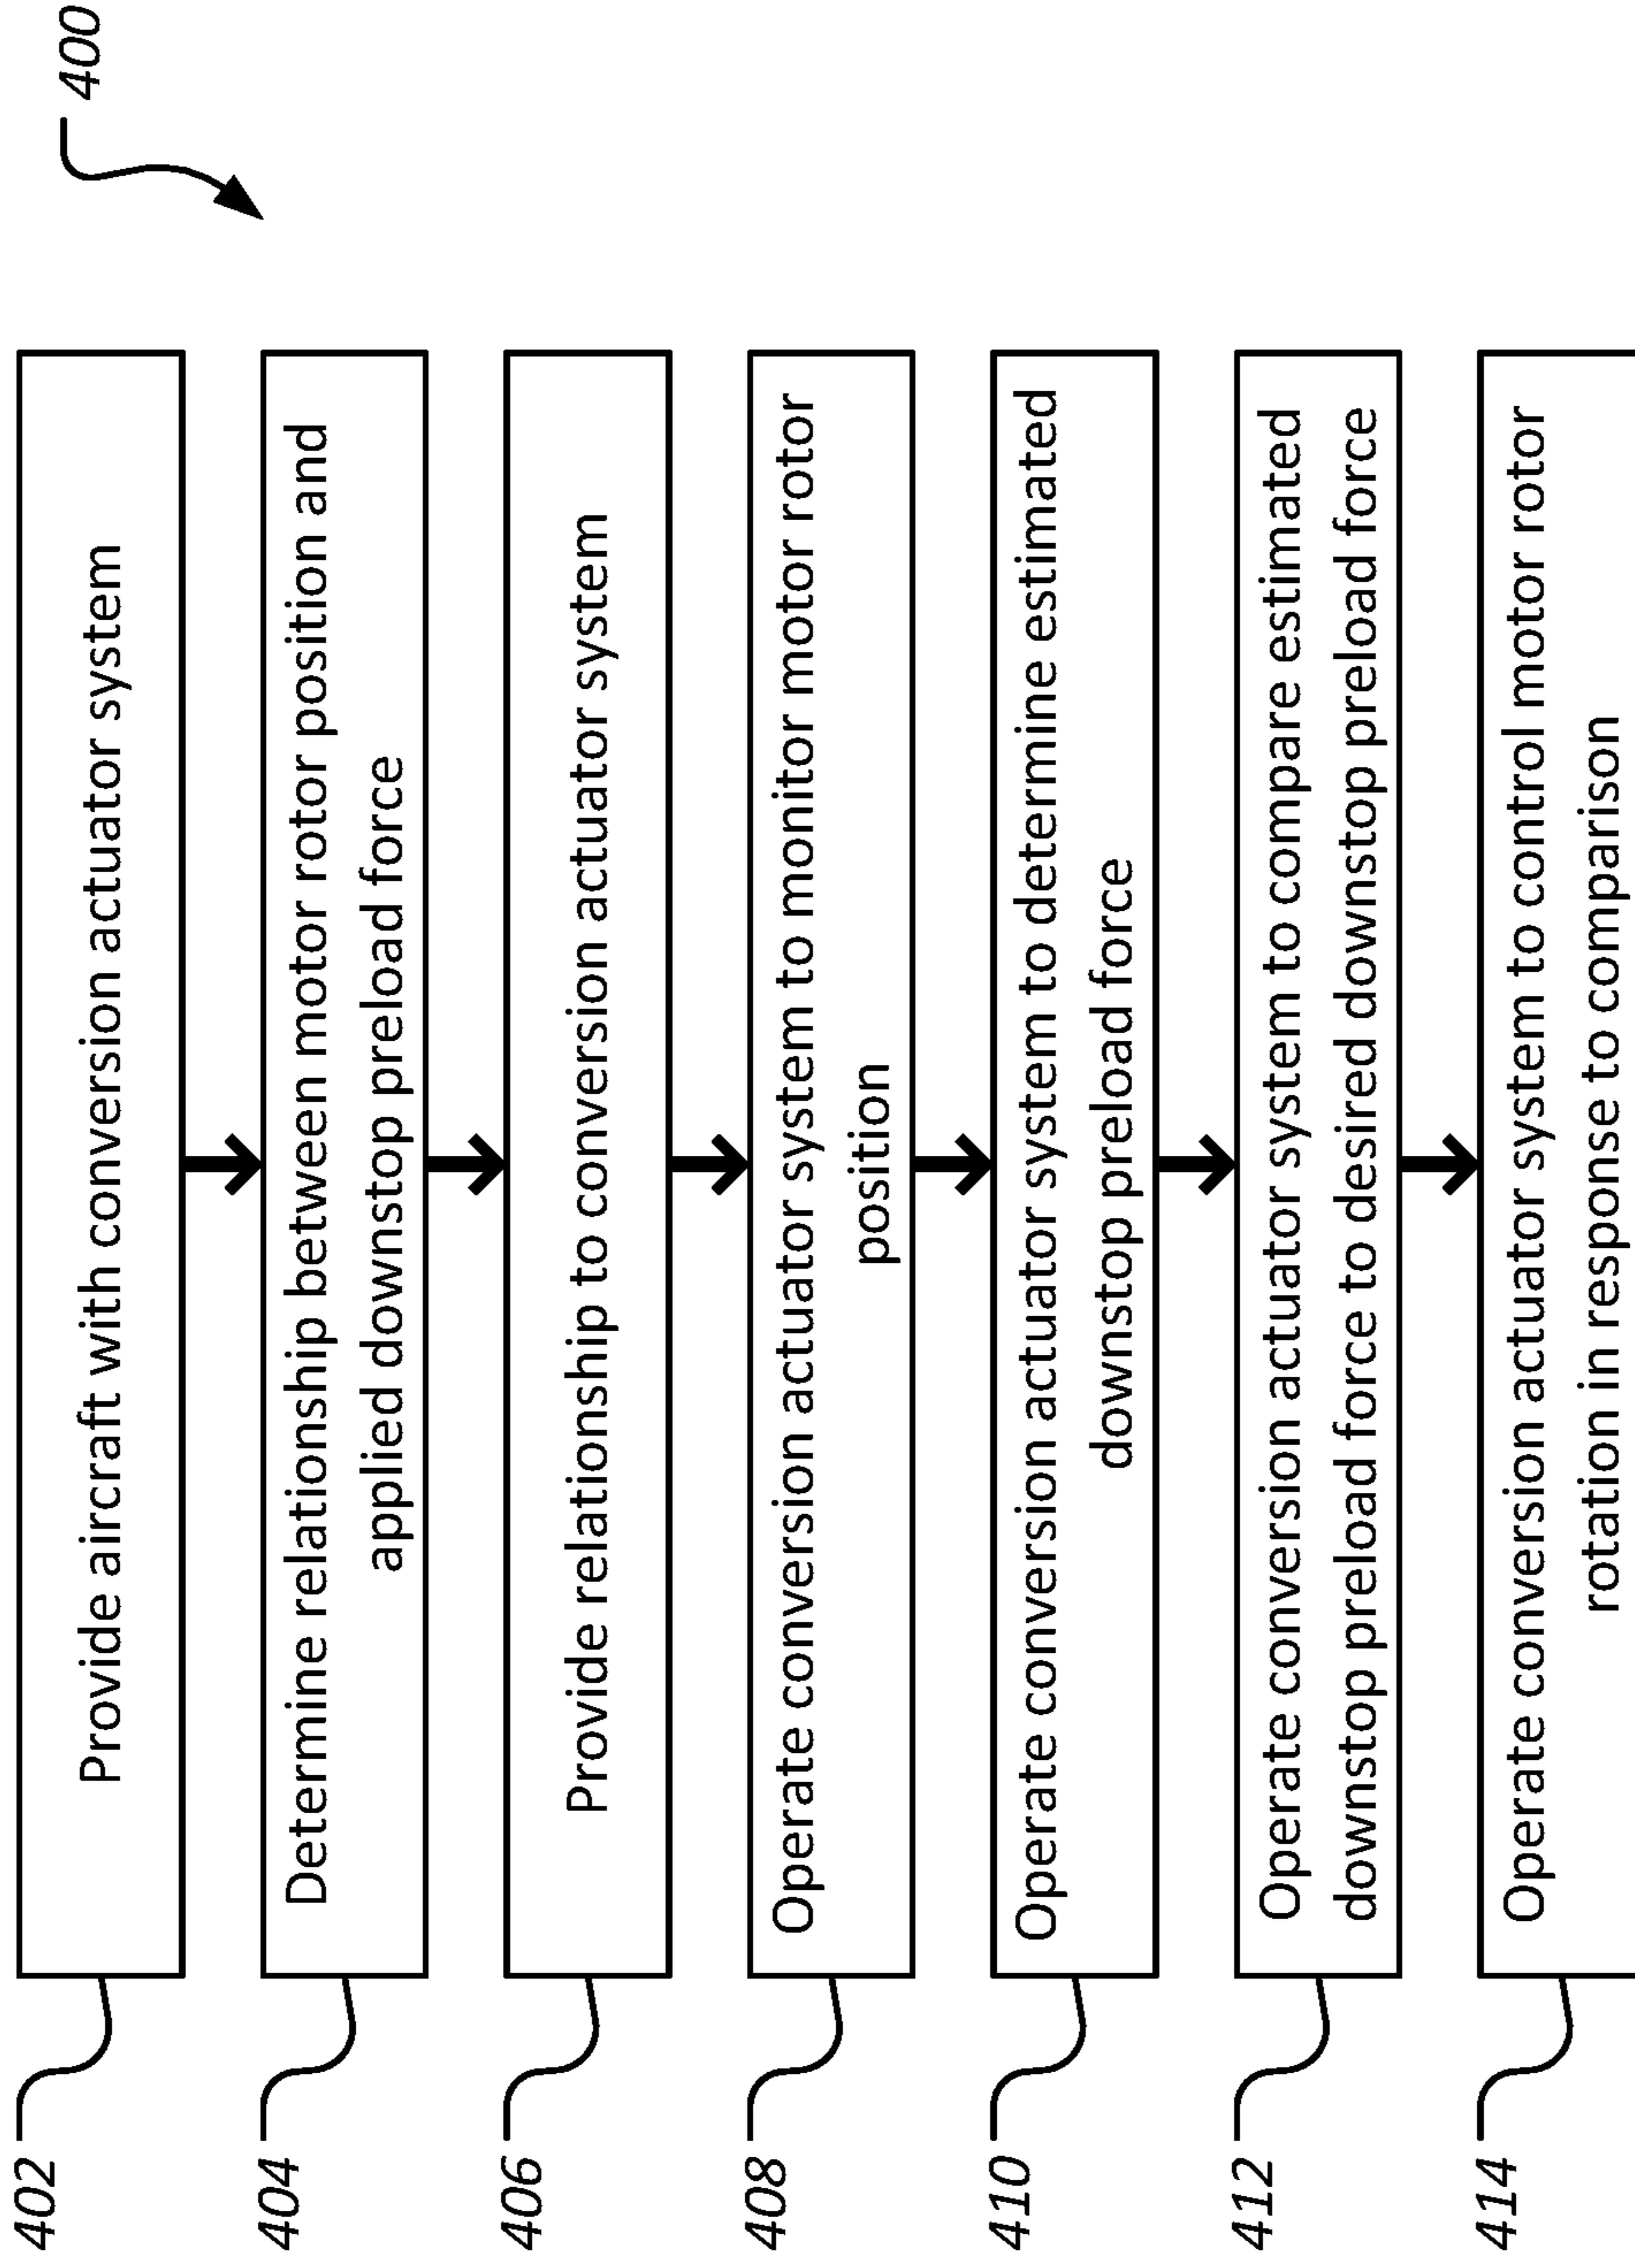 400
402
Provide aircraft with conversion actuator system
404
Determine relationship between motor rotor position and
applied downstop preload force
406
Provide relationship to conversion actuator system
408
Operate conversion actuator system to monitor motor rotor
position
410
Operate conversion actuator system to determine estimated
downstop preload force
412
Operate conversion actuator system to compare estimated
downstop preload force to desired downstop preload force
414
Operate conversion actuator system to control motor rotor
rotation in response to comparison